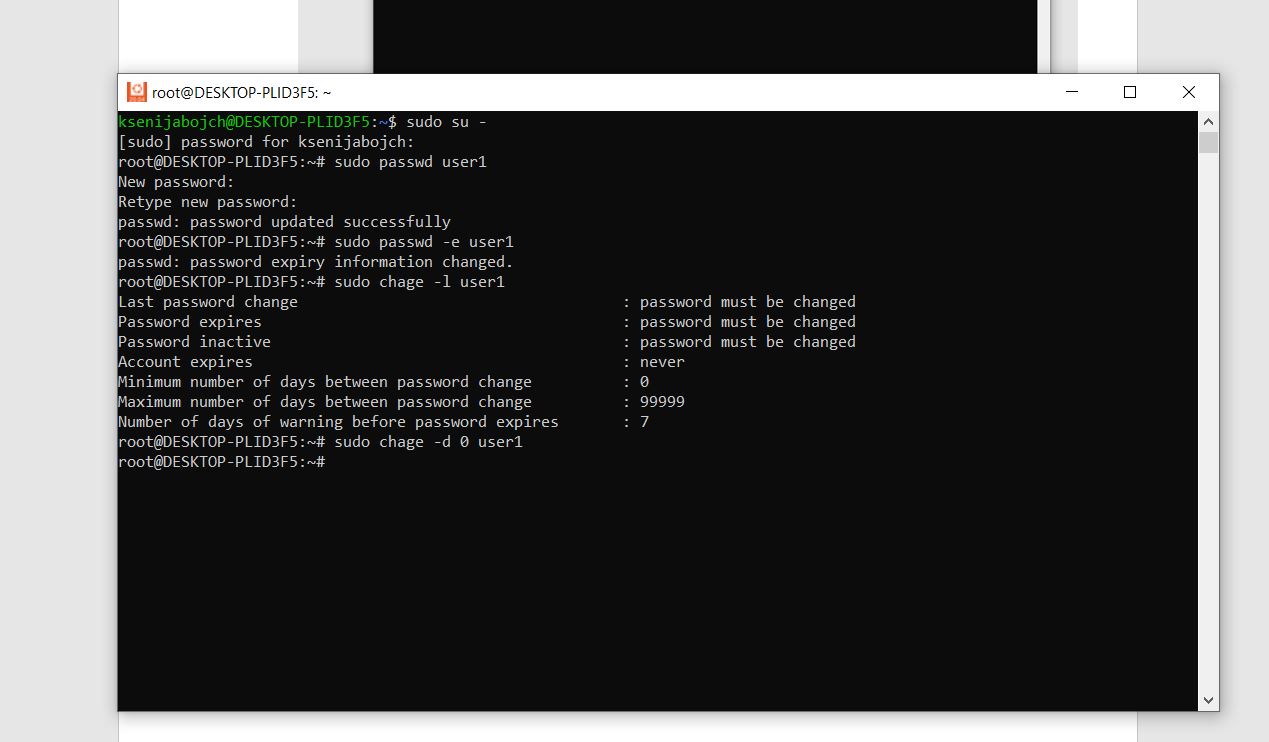 root@DESKTOP-PLID3F5: ~
ksenijabojch@DESKTOP-PLID3F5:~$ sudo su -
[sudo] password for ksenijabojch:
root@DESKTOP-PLID3F5:~# sudo passwd user1
New password:
Retype new password:
passwd: password updated successfully
root@DESKTOP-PLID3F5:~# sudo passwd -e user1
passwd: password expiry information changed.
root@DESKTOP-PLID3F5:~# sudo chage -l user1
Last password change : password must be changed
Password expires : password must be changed
Password inactive : password must be changed
Account expires : never
Minimum number of days between password change : 0
Maximum number of days between password change : 99999
Number of days of warning before password expires : 7
root@DESKTOP-PLID3F5:~# sudo chage -d 0 user1
root@DESKTOP-PLID3F5:~#